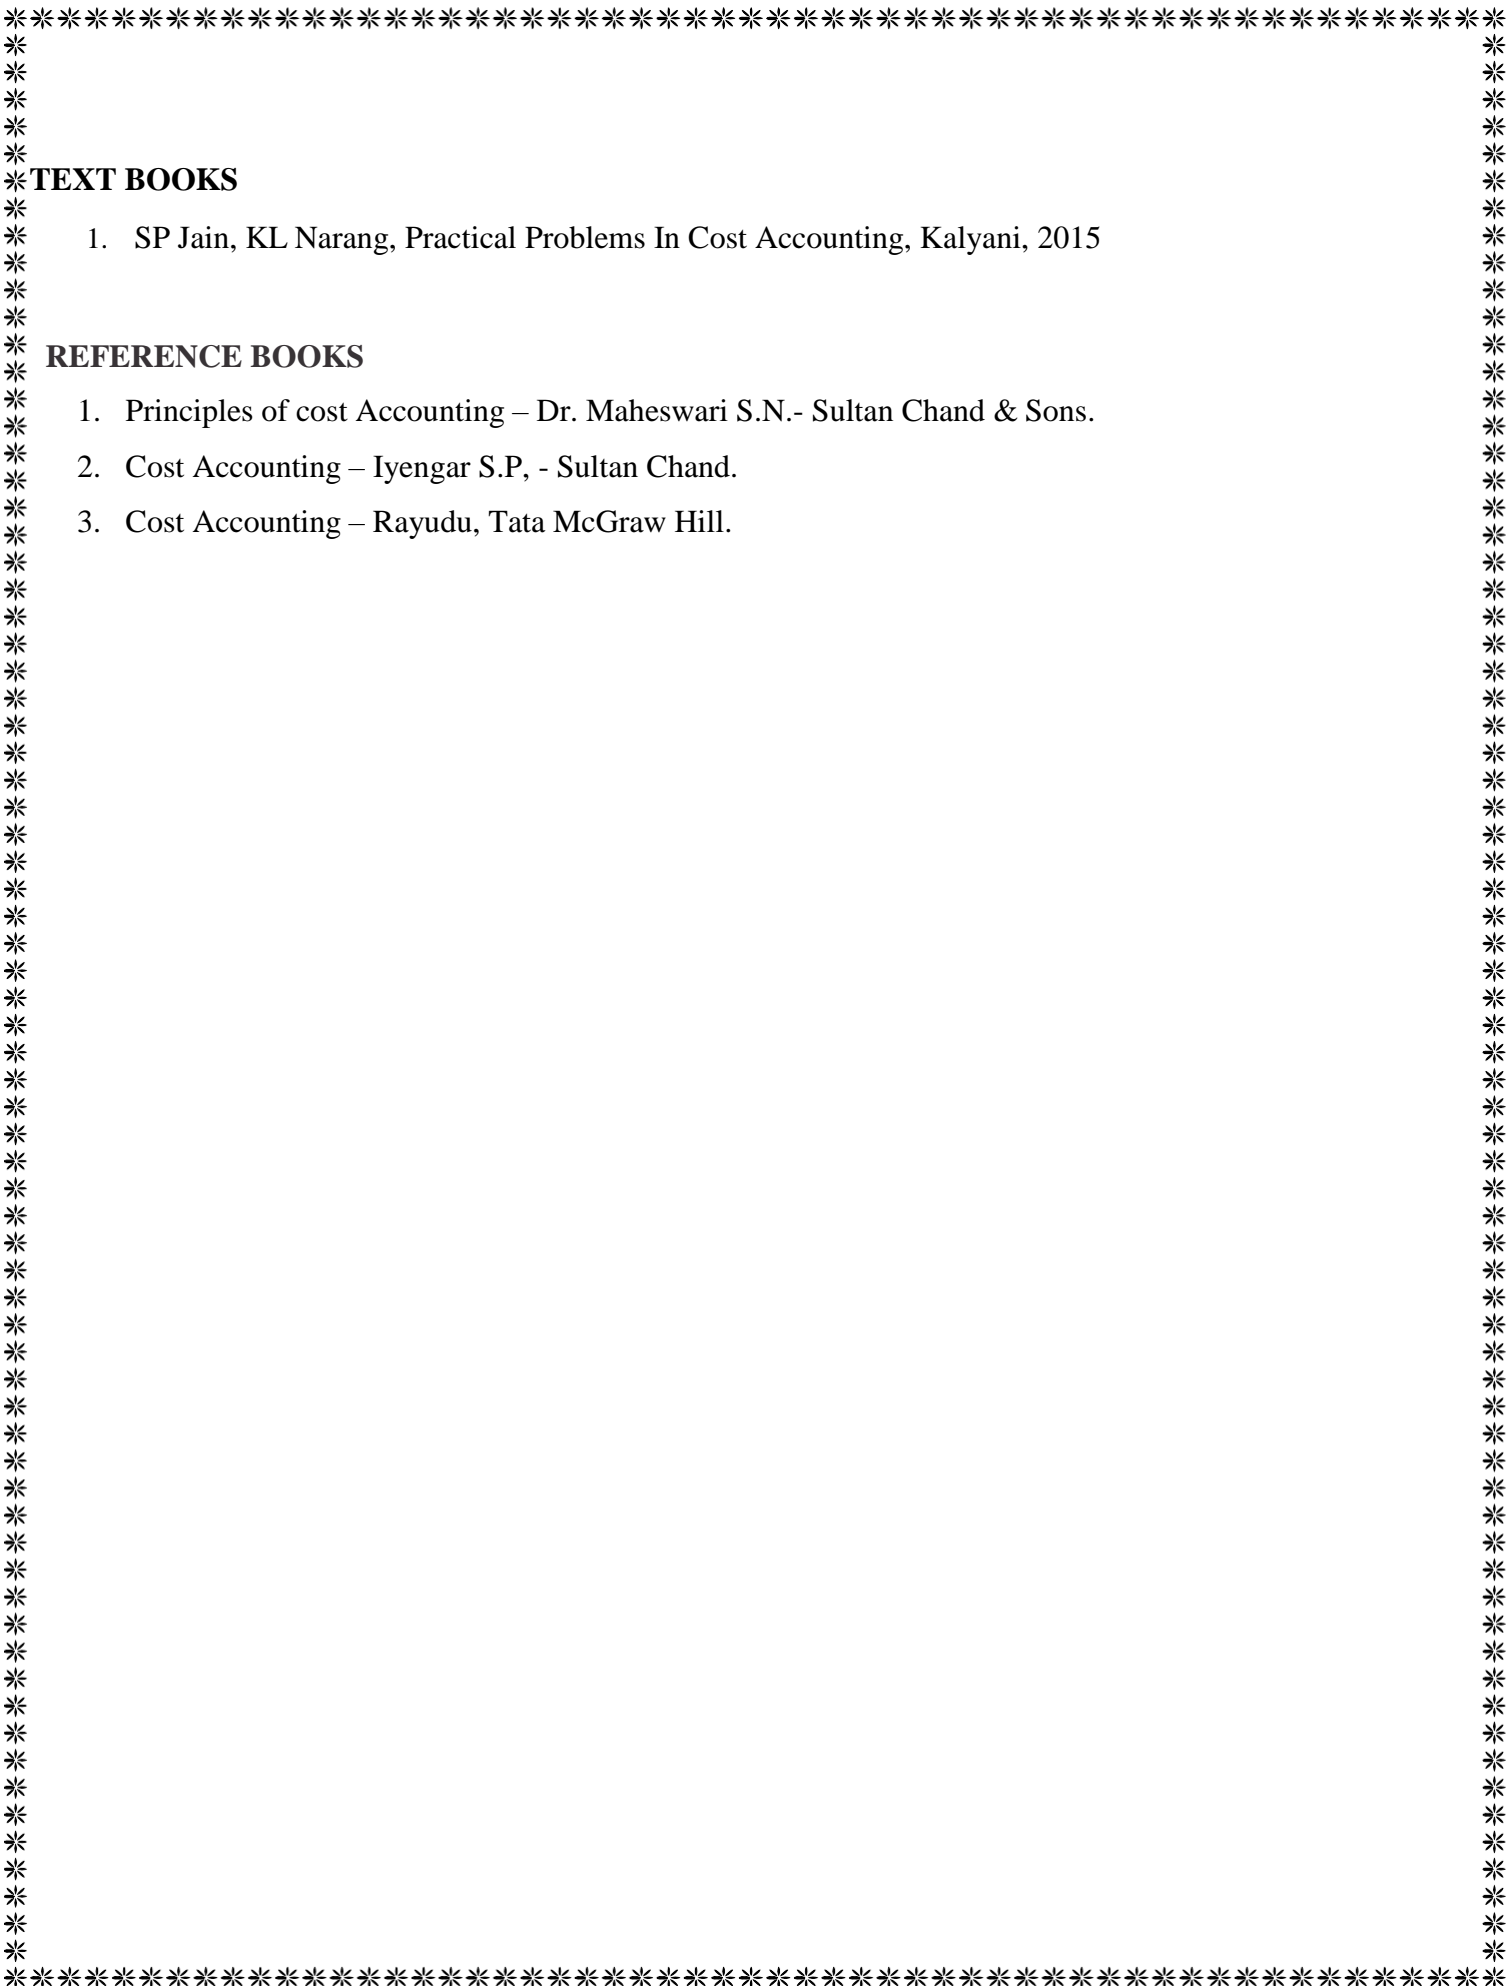 TEXT BOOKS
1. SP Jain, KL Narang, Practical Problems In Cost Accounting, Kalyani, 2015
REFERENCE BOOKS
1. Principles of cost Accounting – Dr. Maheswari S.N.- Sultan Chand & Sons.
2. Cost Accounting – Iyengar S.P, - Sultan Chand.
3. Cost Accounting – Rayudu, Tata McGraw Hill.